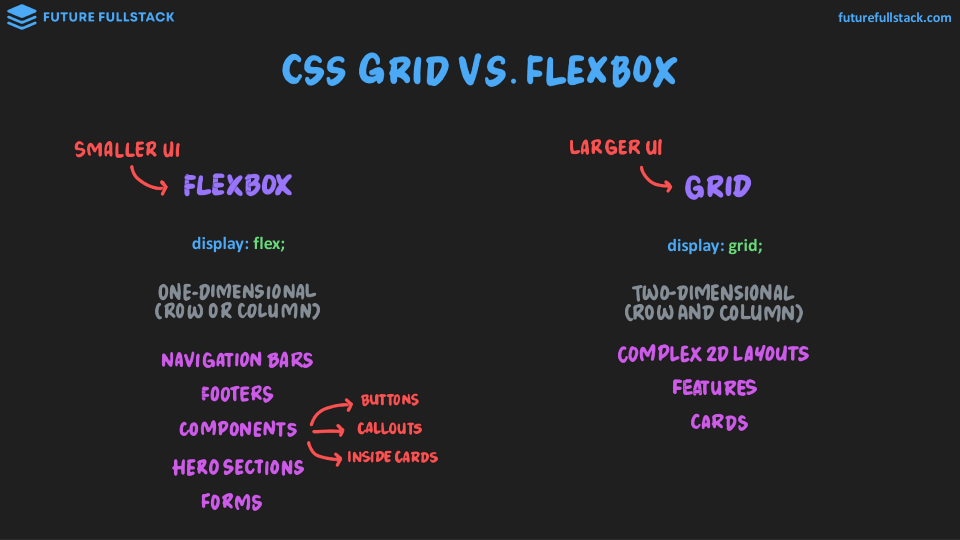 FUTURE FULLSTACK
futurefullstack.com
CSS GRID VS. FLEXBOX
SMALLER UI
FLEXBOX
display: flex;
ONE-DIMENSIONAL
(ROW OR COLUMN)
NAVIGATION BARS
FOOTERS
COMPONENTS
BUTTONS
CALLOUTS
INSIDE CARDS
HERO SECTIONS
FORMS
LARGER UI
GRID
display: grid;
TWO-DIMENSIONAL
(ROW AND COLUMN)
COMPLEX 2D LAYOUTS
FEATURES
CARDS